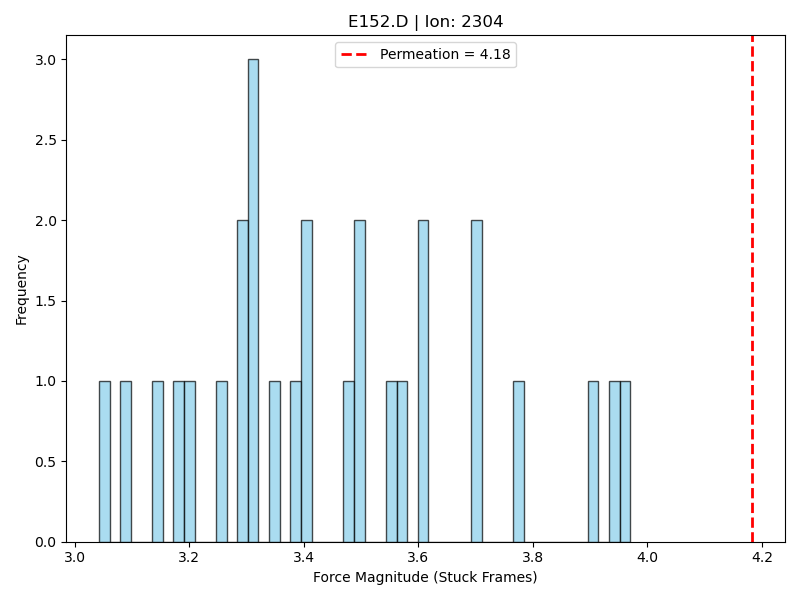 E152.D | Ion: 2304
Permeation = 4.18
3.0
2.5
2.0
1.5
1.0
0.5
0.0
Frequency
3.0 3.2 3.4 3.6 3.8 4.0 4.2
Force Magnitude (Stuck Frames)